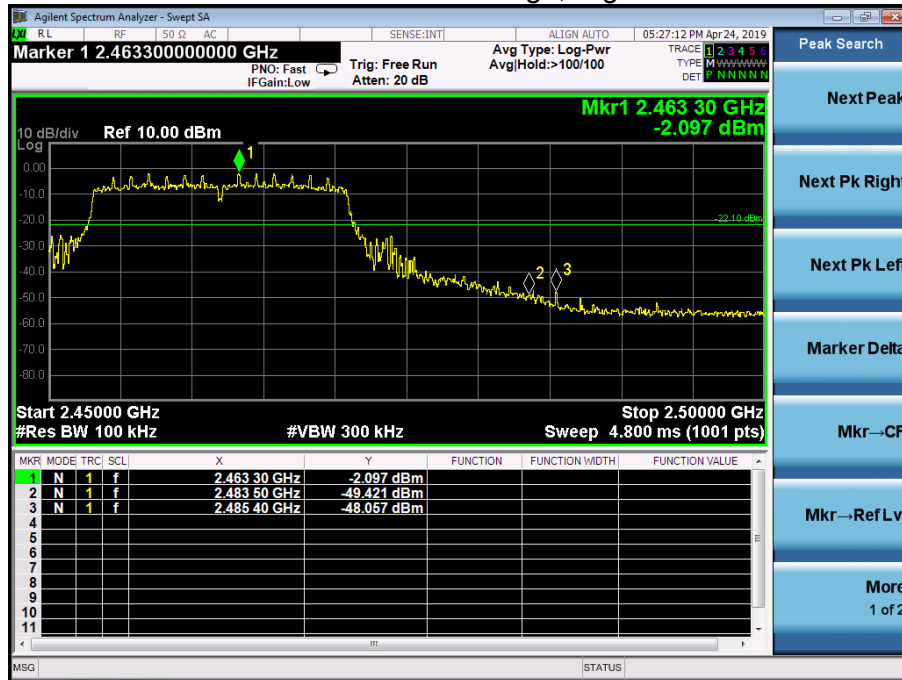 Agilent Spectrum Analyzer - Swept SA
LXI RL RF 50 Ω AC SENSE:INT ALIGN AUTO 05:27:12 PM Apr 24, 2019
Marker 1 2.463300000000 GHz
PNO: Fast
IFGain:Low
Trig: Free Run
Atten: 20 dB
Avg Type: Log-Pwr
Avg|Hold:>100/100
TRACE 1 2 3 4 5 6
TYPE M WWWWW
DET P N N N N N
Mkr1 2.463 30 GHz
-2.097 dBm
10 dB/div Ref 10.00 dBm
Log
0.00
-10.0
-20.0
-30.0
-40.0
-50.0
-60.0
-70.0
-80.0
1
-22.10 dBm
2 3
Start 2.45000 GHz Stop 2.50000 GHz
#Res BW 100 kHz #VBW 300 kHz Sweep 4.800 ms (1001 pts)
MKR MODE TRC SCL X Y FUNCTION FUNCTION WIDTH FUNCTION VALUE
1 N 1 f 2.463 30 GHz -2.097 dBm
2 N 1 f 2.483 50 GHz -49.421 dBm
3 N 1 f 2.485 40 GHz -48.057 dBm
4
5
6
7
8
9
10
11
MSG STATUS
Peak Search
Next Peak
Next Pk Right
Next Pk Left
Marker Delta
Mkr→CF
Mkr→Ref Lv
More
1 of 2